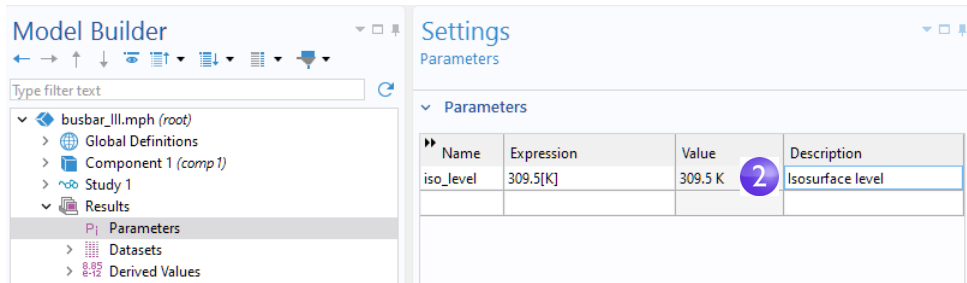 Model Builder
Type filter text
busbar_III.mph (root)
Global Definitions
Component 1 (comp1)
Study 1
Results
Pi Parameters
Datasets
8.85
e-12 Derived Values
Settings
Parameters
Parameters
Name Expression Value Description
iso_level 309.5[K] 309.5 K 2 Isosurface level